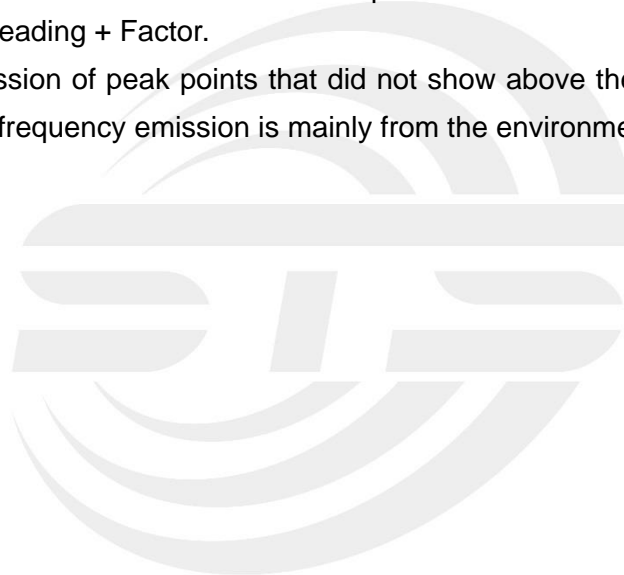 eading + Factor.
ssion of peak points that did not show above the
frequency emission is mainly from the environme
STS